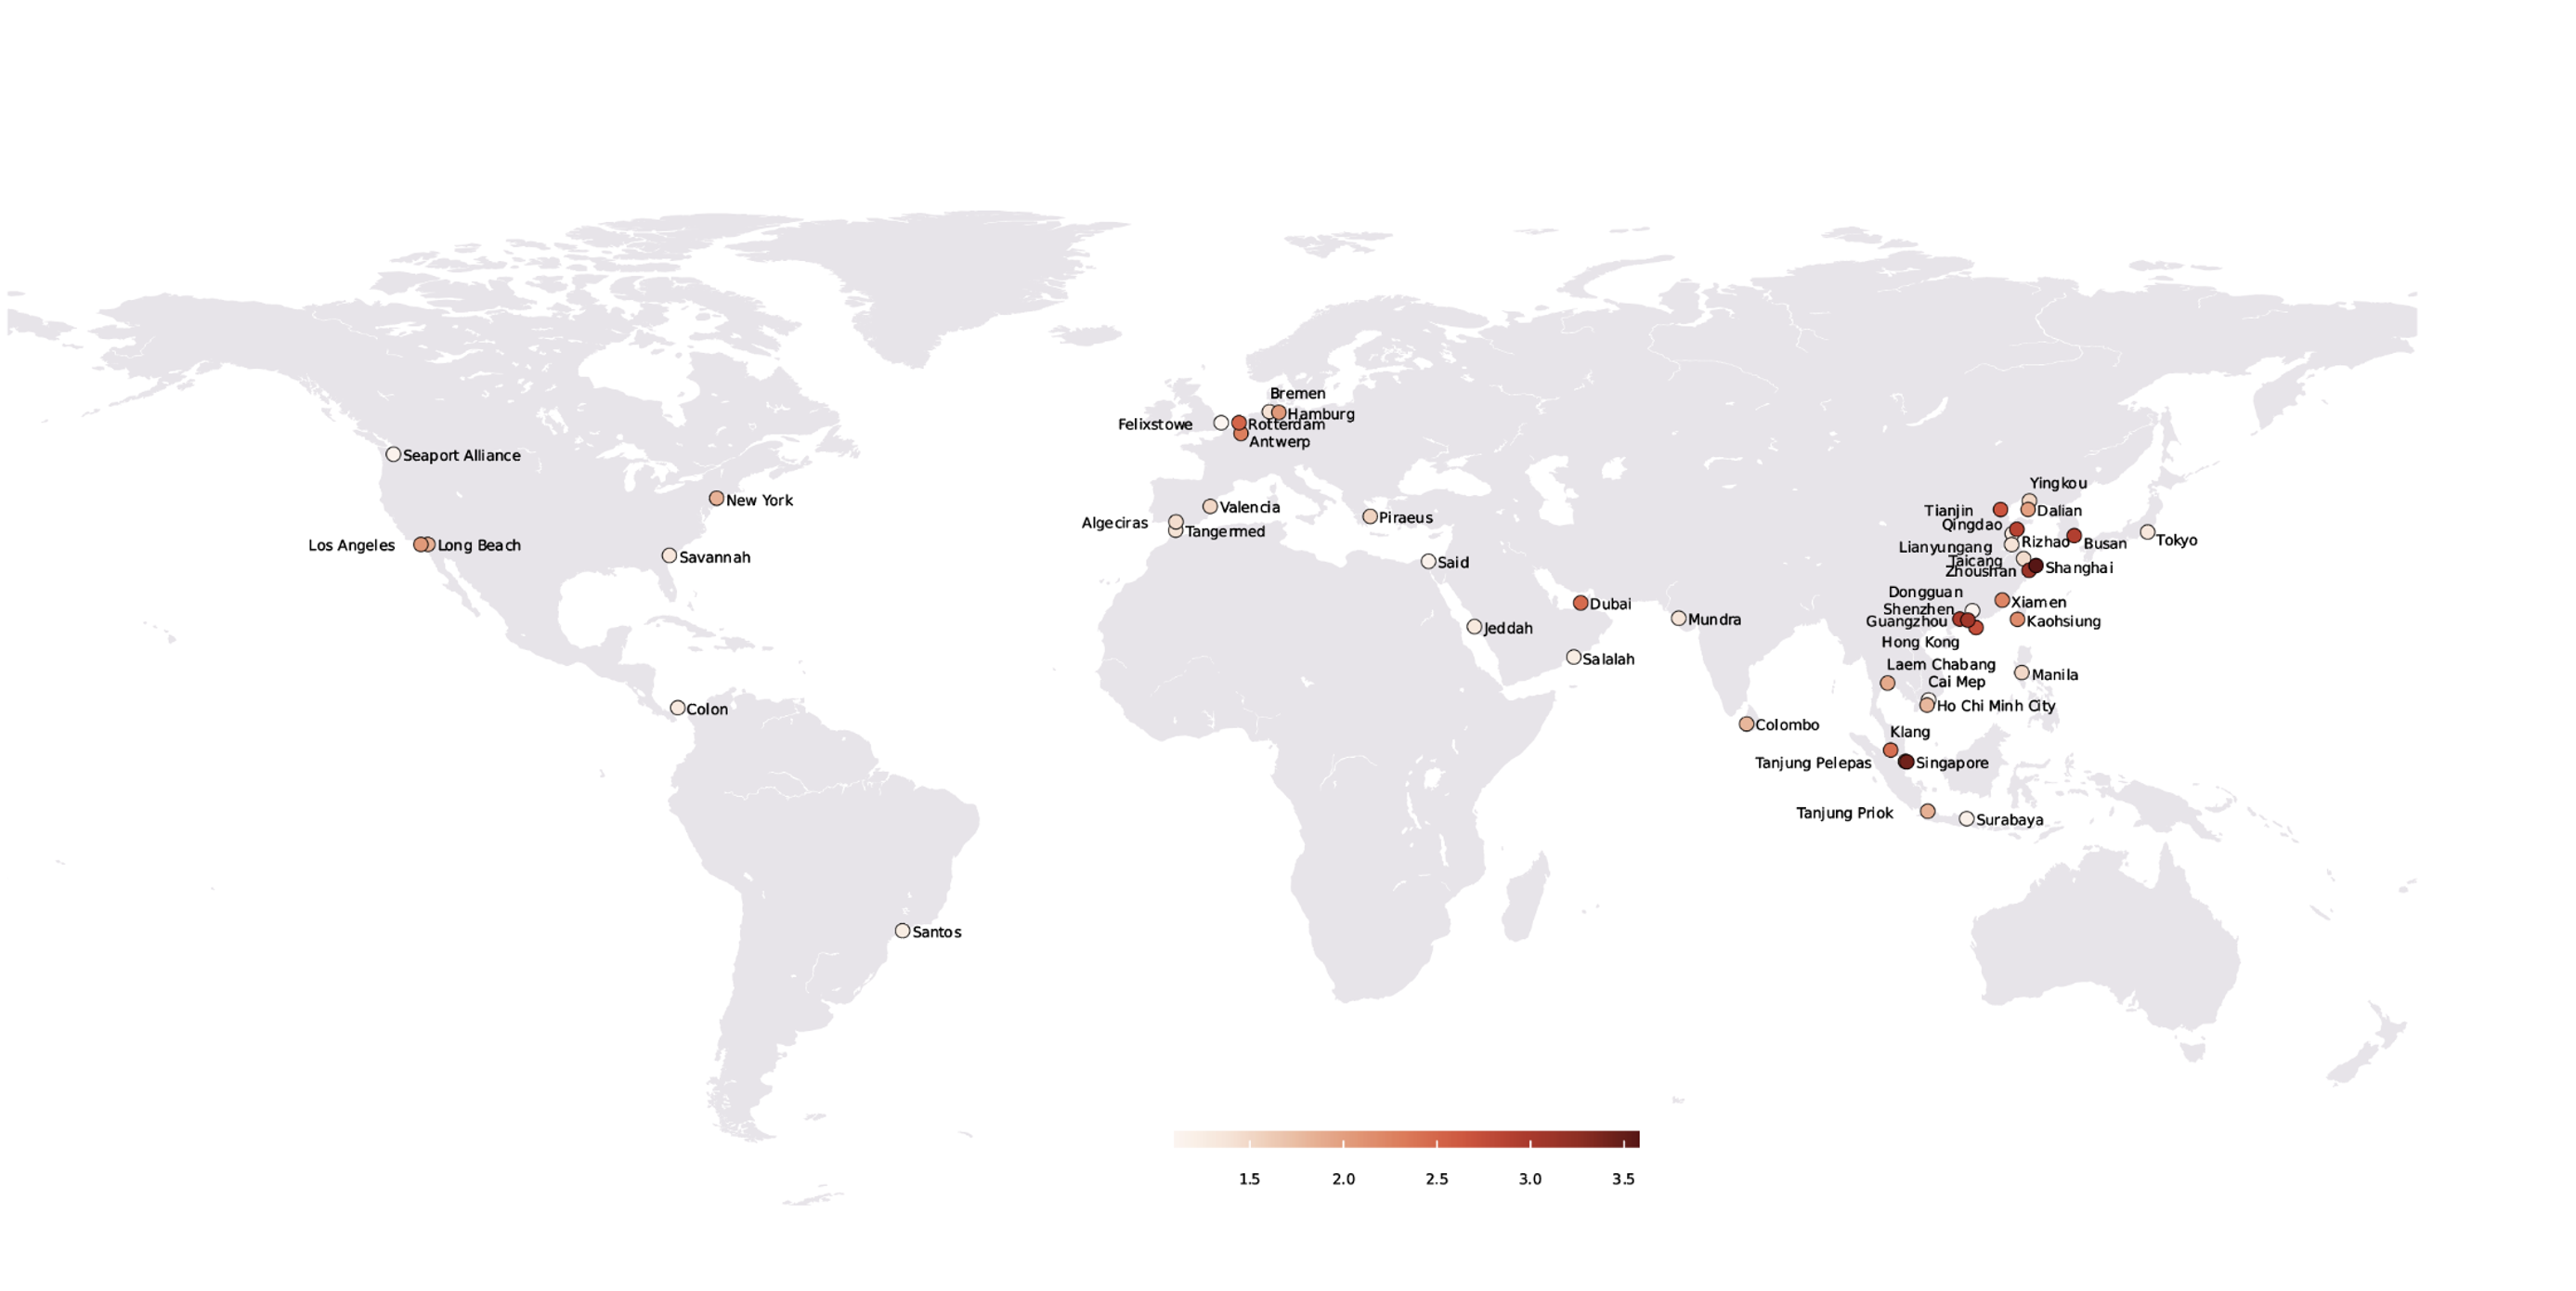 Bremen
Hamburg
Felixstowe
Rotterdam
Antwerp
Seaport Alliance
Yingkou
New York
Valencia
Tianjin
Dalian
Piraeus
Algeciras
Qingdao
Tangermed
Tokyo
Los Angeles
Long Beach
Rizhao
Busan
Lianyungang
Savannah
Said
Taicang
Shanghai
Zhoushan
Dongguan
Xiamen
Dubai
Shenzhen
Mundra
Guangzhou
Kaohsiung
Jeddah
Hong Kong
Salalah
Laem Chabang
Manila
Cai Mep
Colon
Ho Chi Minh City
Colombo
Klang
Tanjung Pelepas
Singapore
Tanjung Priok
Surabaya
Santos
1.5 2.0 2.5 3.0 3.5